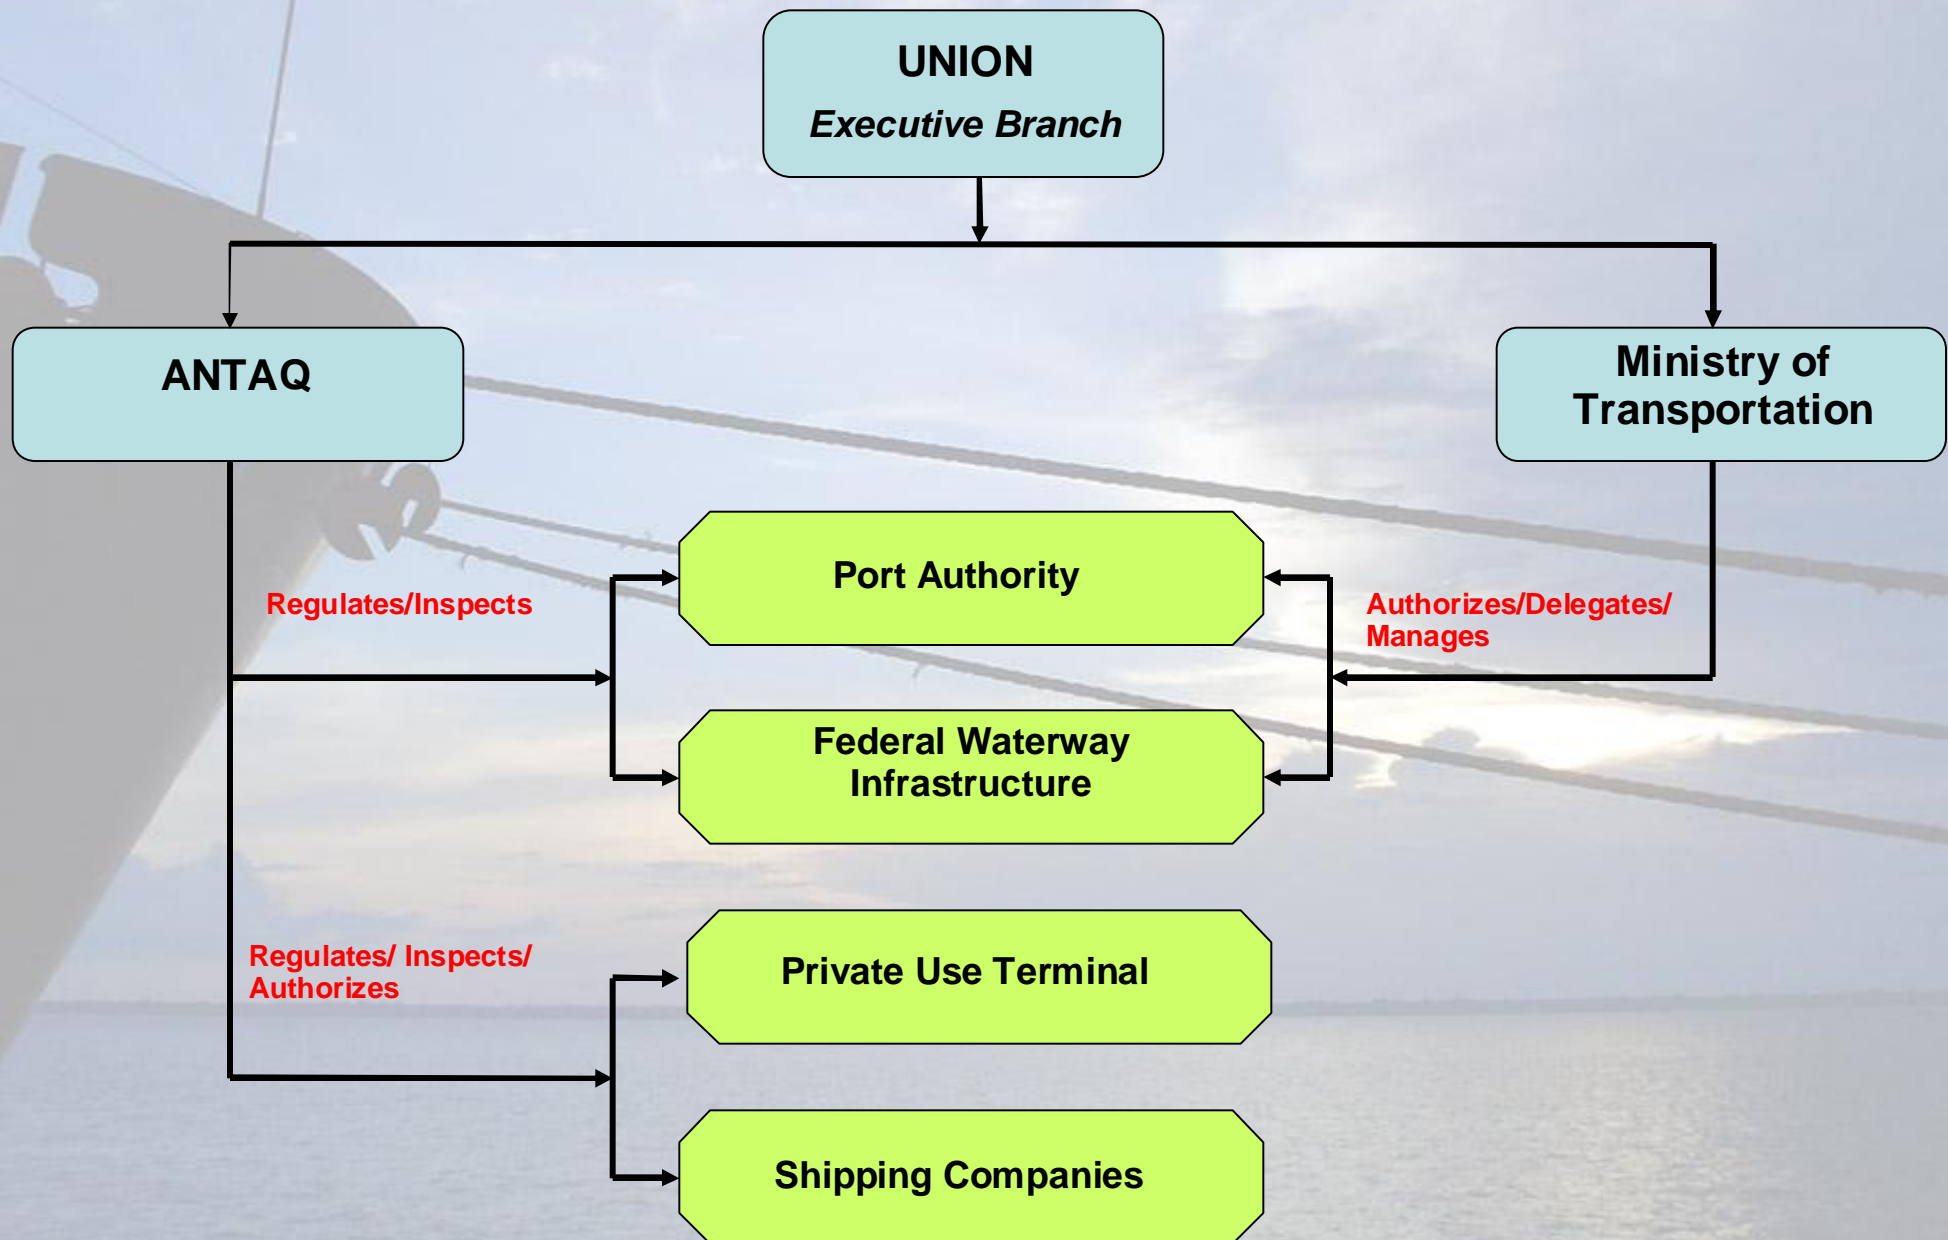 UNION
Executive Branch
ANTAQ
Ministry of
Transportation
Port Authority
Regulates/Inspects
Authorizes/Delegates/
Manages
Federal Waterway
Infrastructure
Regulates/ Inspects/
Authorizes
Private Use Terminal
Shipping Companies